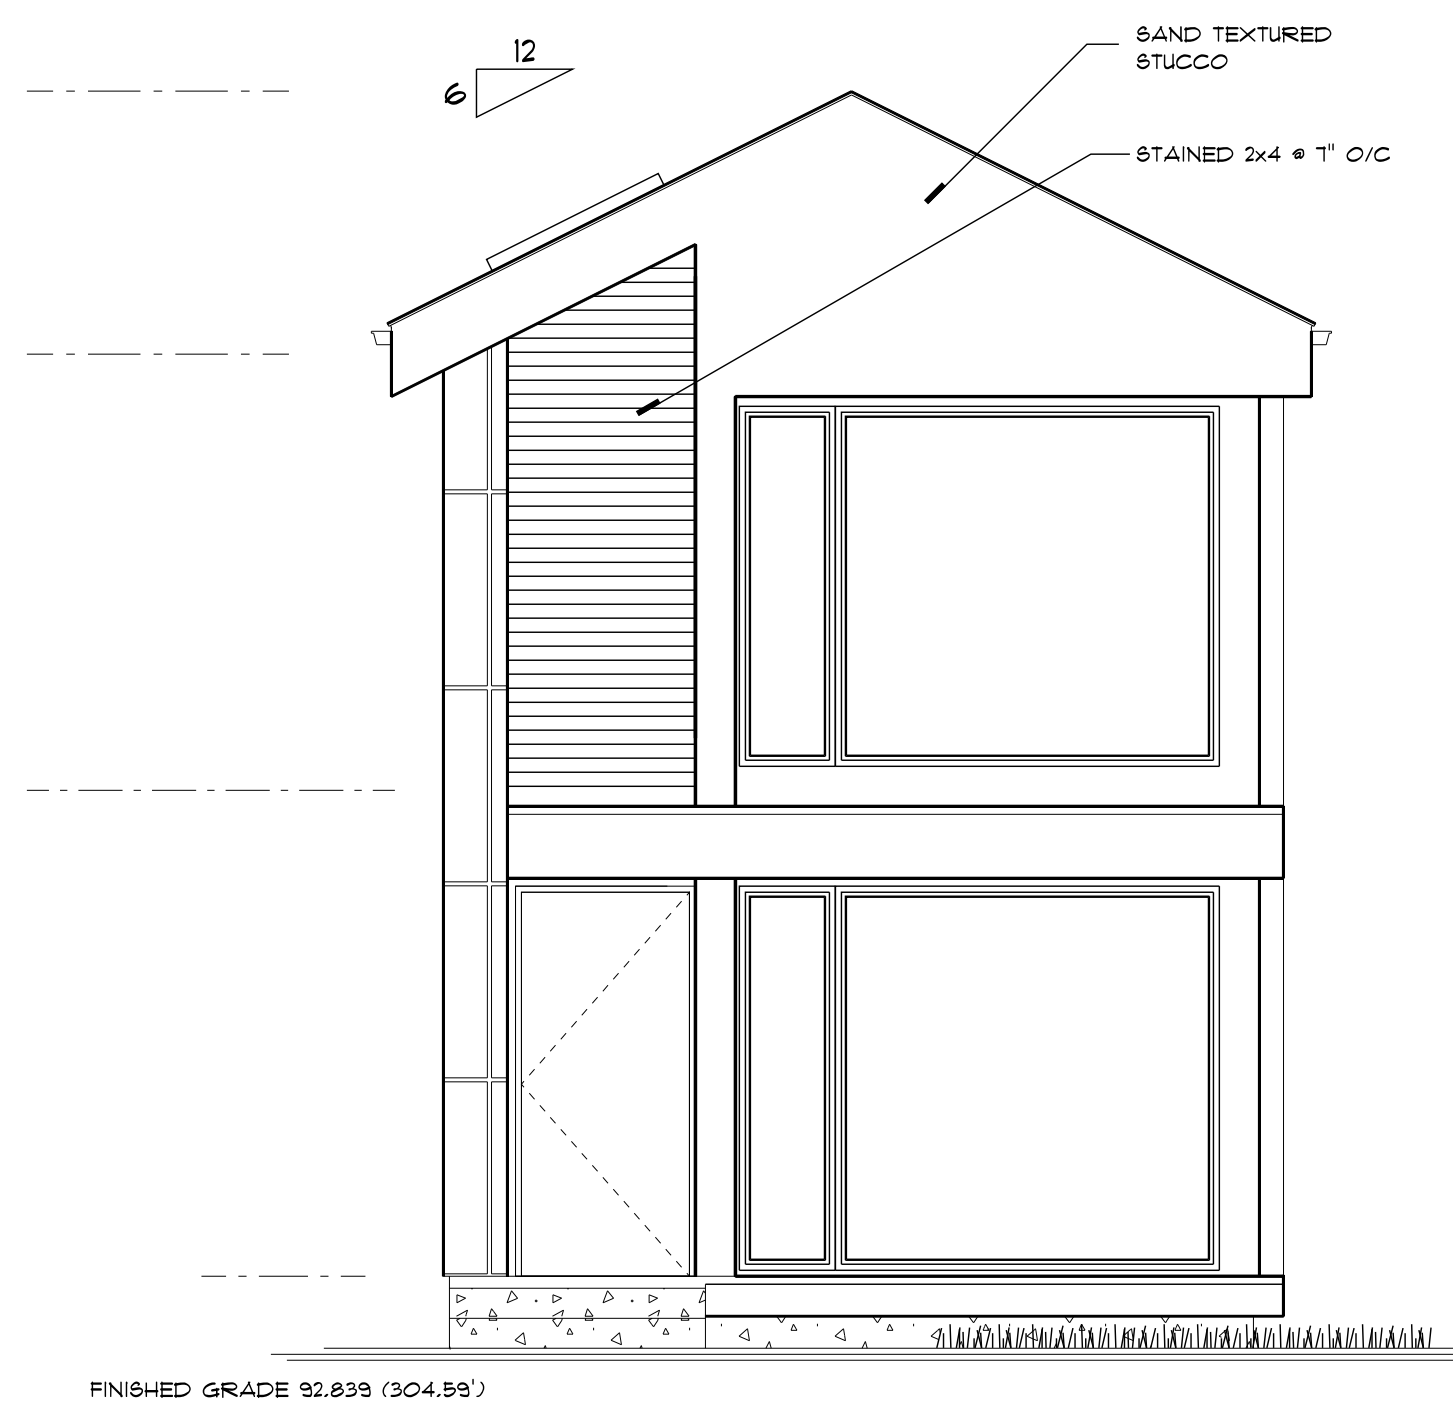 12
6
SAND TEXTURED
STUCCO
STAINED 2x4 @ 7" O/C
FINISHED GRADE 92.839 (304.59')